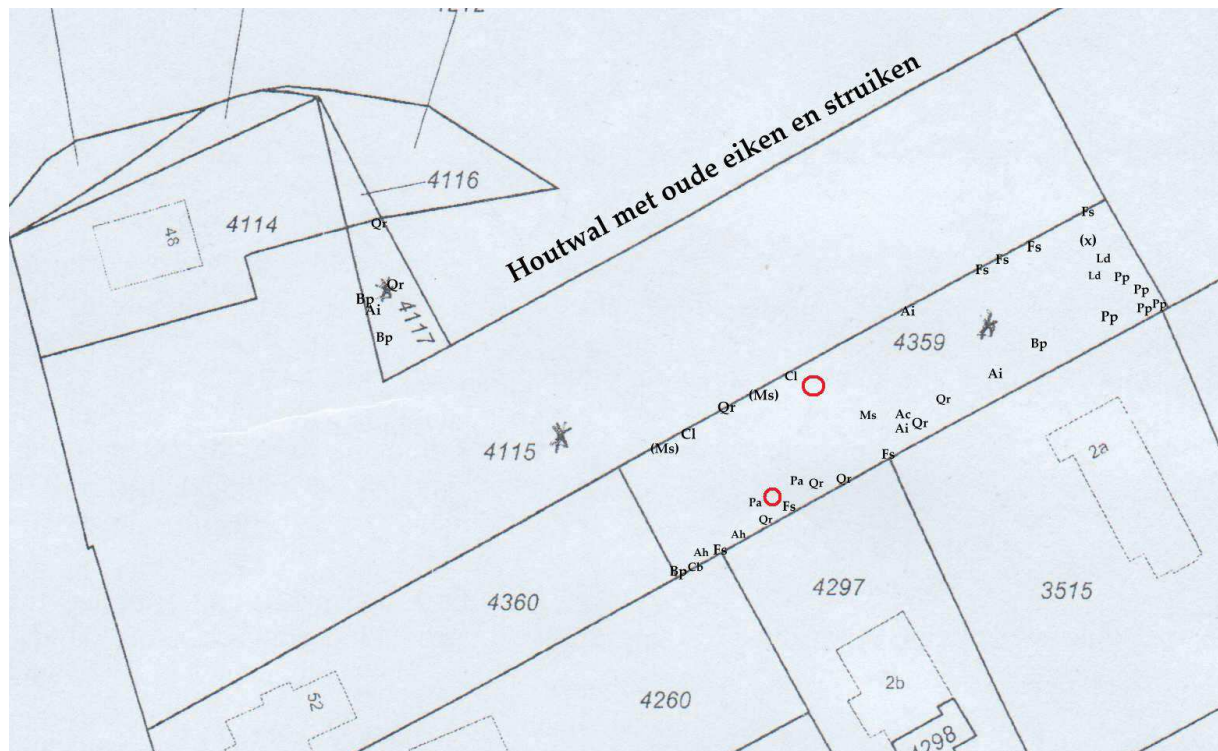 Houtwal met oude eiken en struiken
4116
4114
48
Qr
Qr
Bp
Ai
4117
Bp
Fs
(x)
Fs
Ld
Fs
Fs
Ld
Pp
Pp
Pp
Pp
Pp
Ai
4359
Bp
Cl
Ai
(Ms)
Qr
Qr
Ms
Ac
Qr
Ai
Cl
(Ms)
4115
Fs
Pa
Qr
Qr
Pa
Fs
Qr
Ah
Ah
Fs
Cb
Bp
2a
4360
4297
3515
52
4260
2b
4298